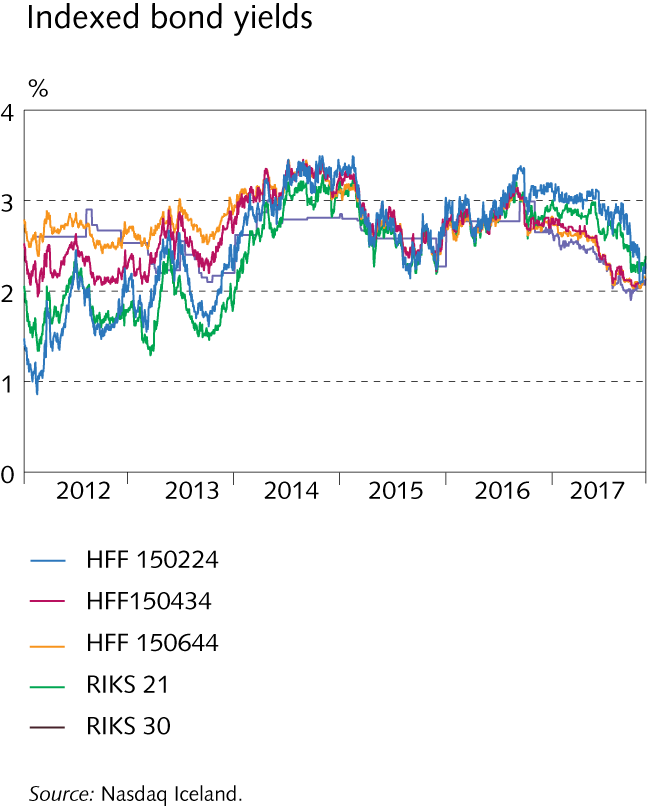 Indexed bond yields
%
4
3
2
1
0
2012 2013 2014 2015 2016 2017
HFF 150224
HFF150434
HFF 150644
RIKS 21
RIKS 30
Source: Nasdaq Iceland.